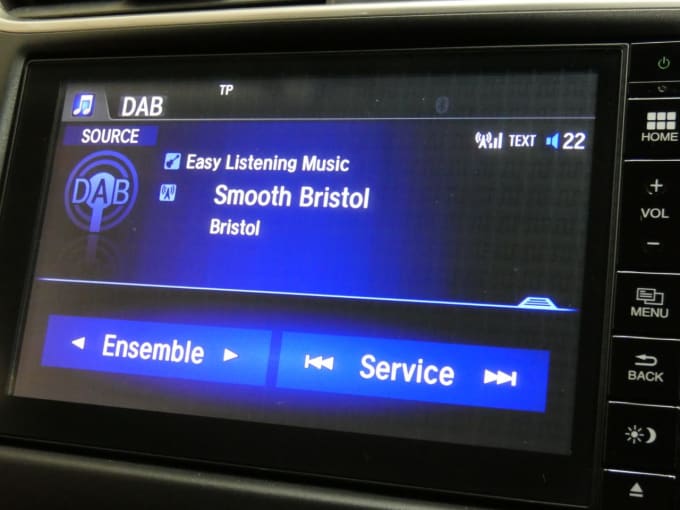 TP
DAB
SOURCE
TEXT 22
DAB
Easy Listening Music
Smooth Bristol
Bristol
Ensemble
Service
HOME
+
VOL
-
MENU
BACK